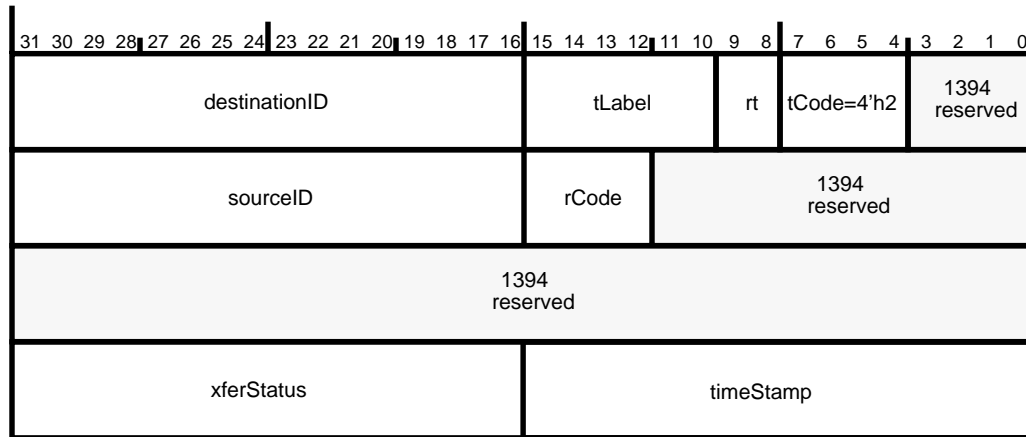 31 30 29 28 27 26 25 24 23 22 21 20 19 18 17 16 15 14 13 12 11 10 9 8 7 6 5 4 3 2 1 0
destinationID tLabel rt tCode=4'h2 1394
reserved
sourceID rCode 1394
reserved
1394
reserved
xferStatus timeStamp